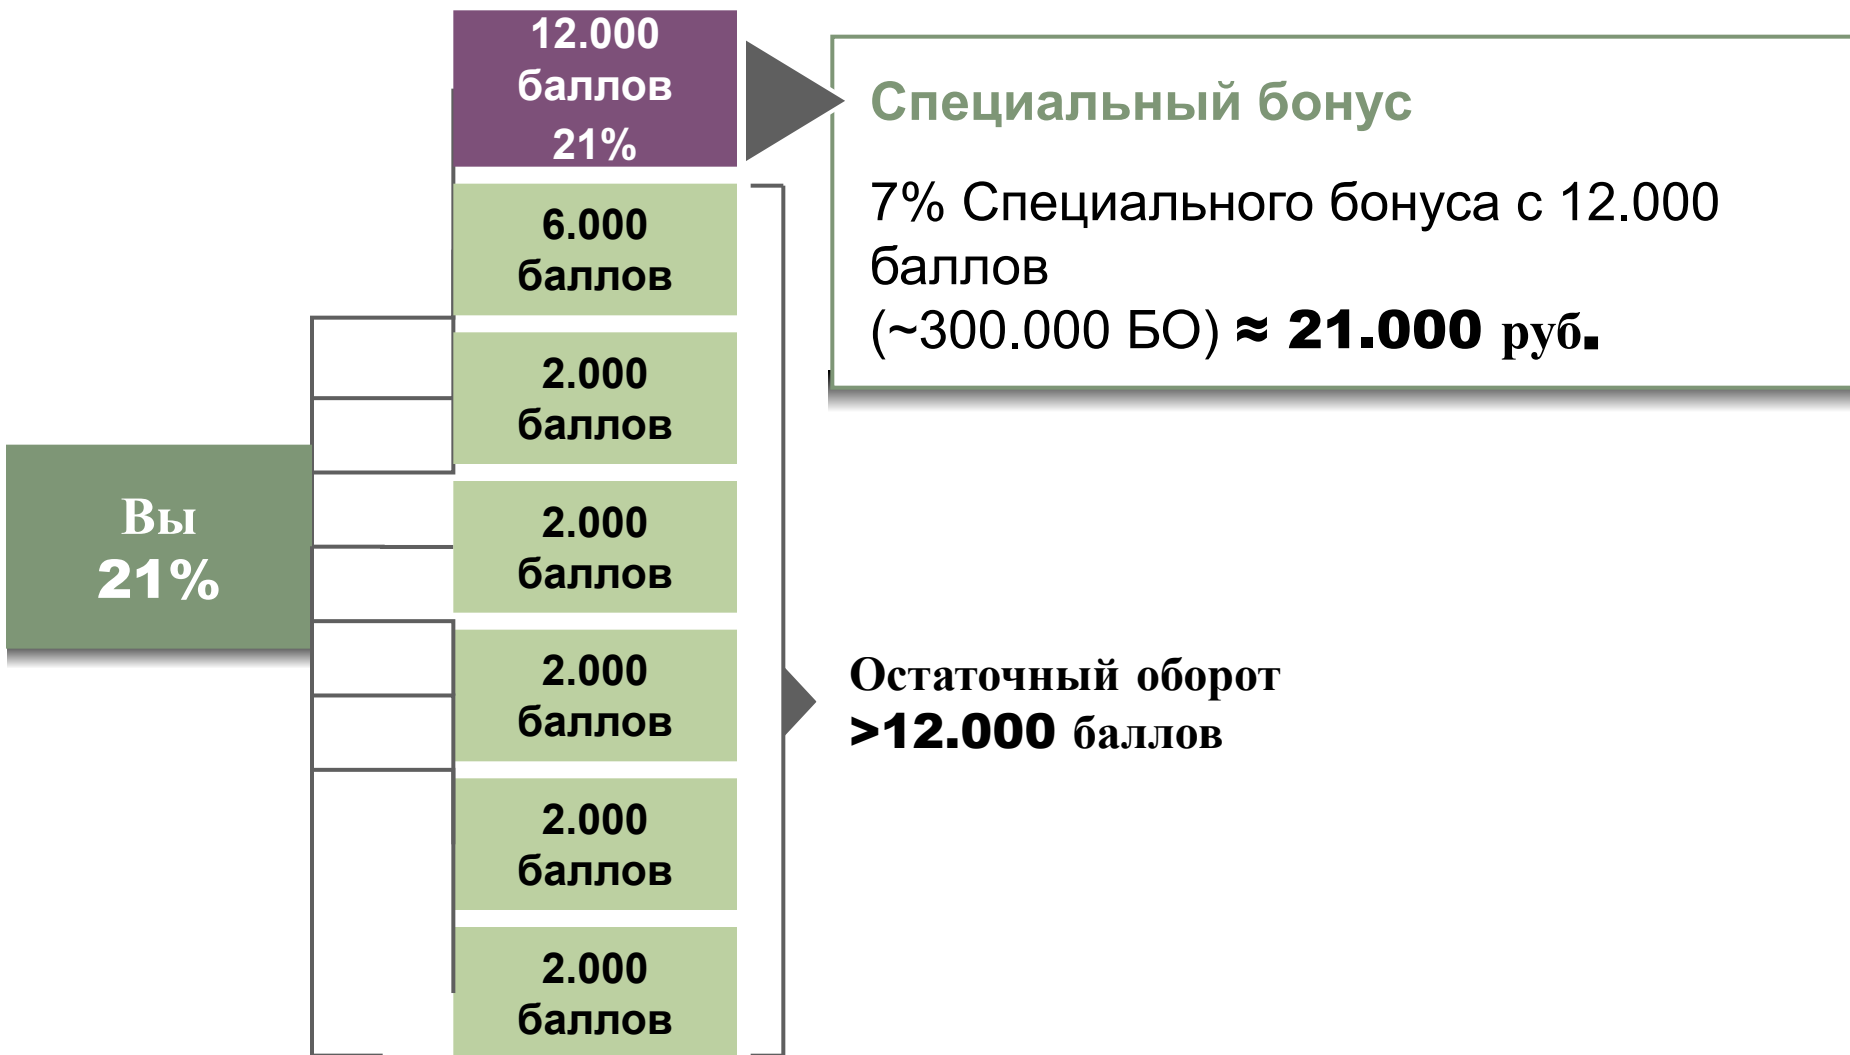 12.000
баллов
21%
Специальный бонус
7% Специального бонуса с 12.000
баллов
(~300.000 БО) ≈ 21.000 руб.
6.000
баллов
2.000
баллов
2.000
баллов
Вы
21%
2.000
баллов
Остаточный оборот
>12.000 баллов
2.000
баллов
2.000
баллов